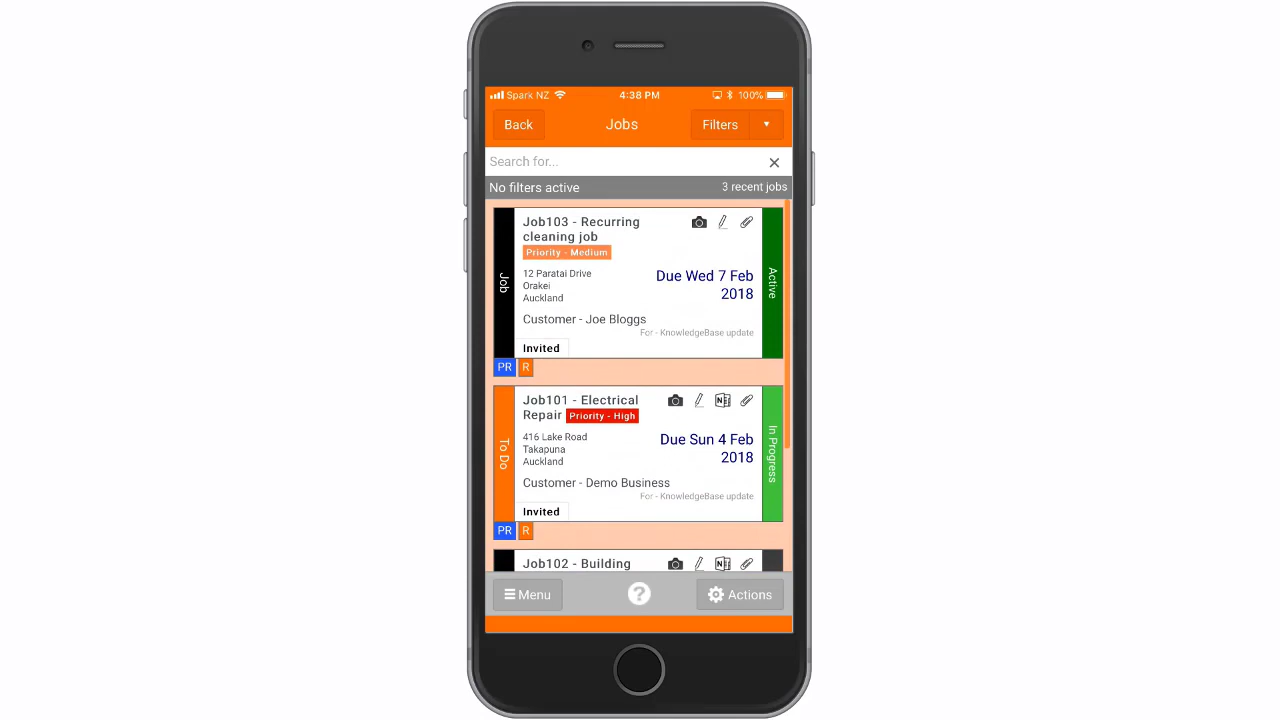 Spark NZ 4:38 PM 100%
Back Jobs Filters
Search for...
No filters active 3 recent jobs
Job103 - Recurring
cleaning job
Priority - Medium
12 Paratai Drive
Orakei
Auckland
Due Wed 7 Feb
2018
Customer - Joe Bloggs
For - KnowledgeBase update
Invited
Job
Active
PR R
Job101 - Electrical
Repair Priority - High
416 Lake Road
Takapuna
Auckland
Due Sun 4 Feb
2018
Customer - Demo Business
For - KnowledgeBase update
Invited
To Do
In Progress
PR R
Job102 - Building
Menu ? Actions